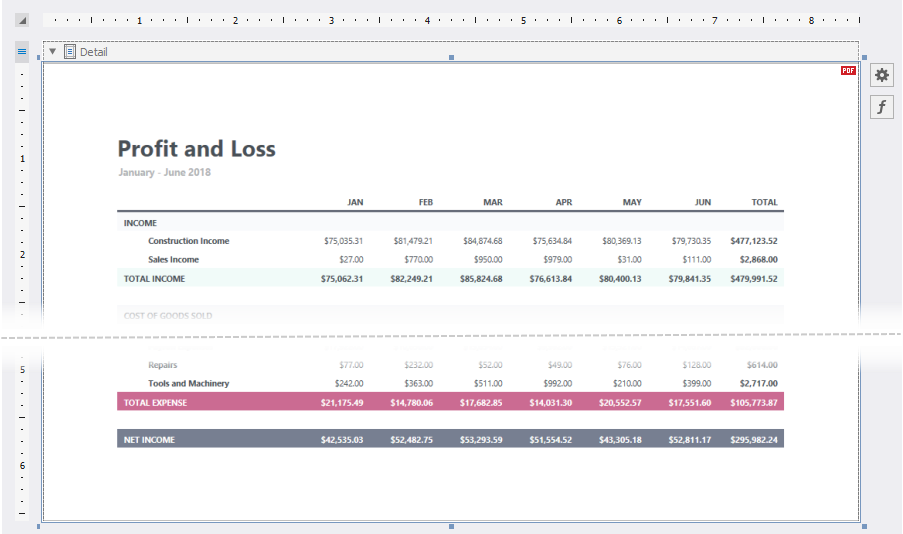 1 2 3 4 5 6 7 8
Detail
PDF
f
1
Profit and Loss
January - June 2018
JAN FEB MAR APR MAY JUN TOTAL
INCOME
Construction Income $75,035.31 $81,479.21 $84,874.68 $75,634.84 $80,369.13 $79,730.35 $477,123.52
2
Sales Income $27.00 $770.00 $950.00 $979.00 $31.00 $111.00 $2,868.00
TOTAL INCOME $75,062.31 $82,249.21 $85,824.68 $76,613.84 $80,400.13 $79,841.35 $479,991.52
COST OF GOODS SOLD
5
Repairs $77.00 $232.00 $52.00 $49.00 $76.00 $128.00 $614.00
Tools and Machinery $242.00 $363.00 $511.00 $992.00 $210.00 $399.00 $2,717.00
TOTAL EXPENSE $21,175.49 $14,780.06 $17,682.85 $14,031.30 $20,552.57 $17,551.60 $105,773.87
NET INCOME $42,535.03 $52,482.75 $53,293.59 $51,554.52 $43,305.18 $52,811.17 $295,982.24
6